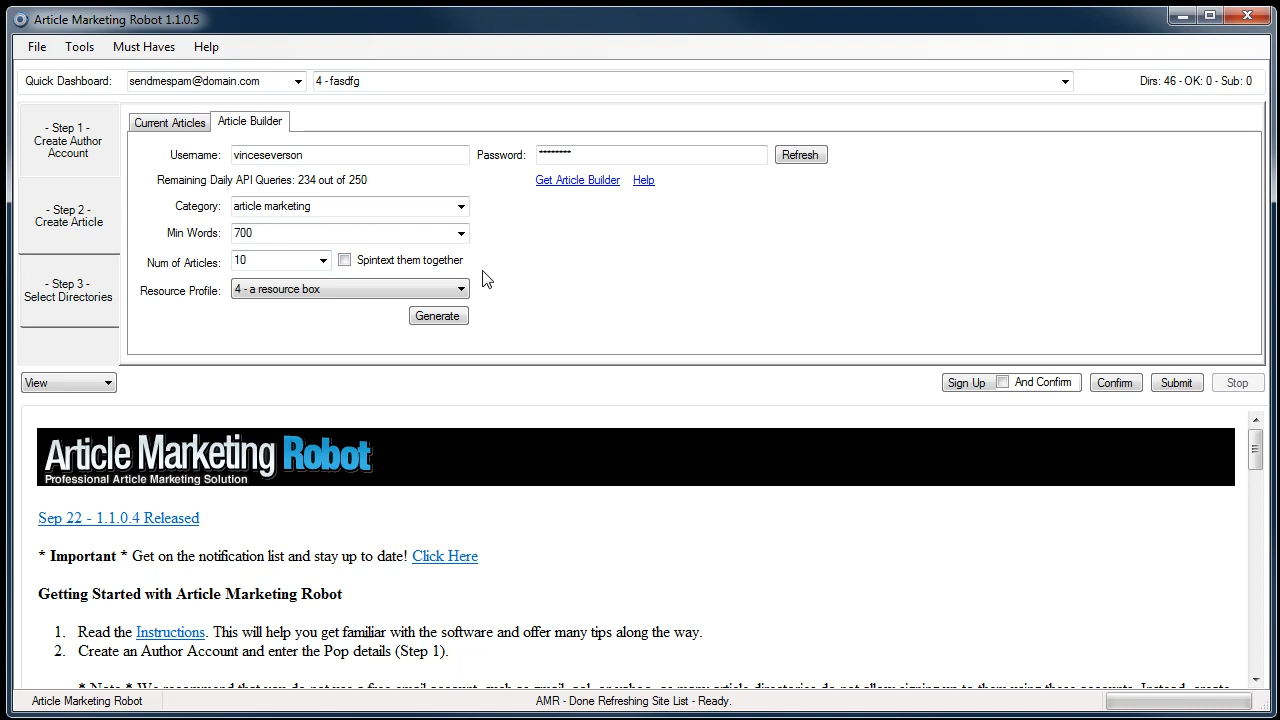 Article Marketing Robot 1.1.0.5
File Tools Must Haves Help
Quick Dashboard: sendmespam@domain.com 4 - fasdfg Dirs: 46 - OK: 0 - Sub: 0
- Step 1 -
Create Author
Account
- Step 2 -
Create Article
- Step 3 -
Select Directories
Current Articles Article Builder
Username: vinceseverson Password: ******** Refresh
Remaining Daily API Queries: 234 out of 250 Get Article Builder Help
Category: article marketing
Min Words: 700
Num of Articles: 10 Spintext them together
Resource Profile: 4 - a resource box
Generate
View Sign Up And Confirm Confirm Submit Stop
Article Marketing Robot
Professional Article Marketing Solution
Sep 22 - 1.1.0.4 Released
* Important * Get on the notification list and stay up to date! Click Here
Getting Started with Article Marketing Robot
1. Read the Instructions. This will help you get familiar with the software and offer many tips along the way.
2. Create an Author Account and enter the Pop details (Step 1).
Article Marketing Robot AMR - Done Refreshing Site List - Ready.